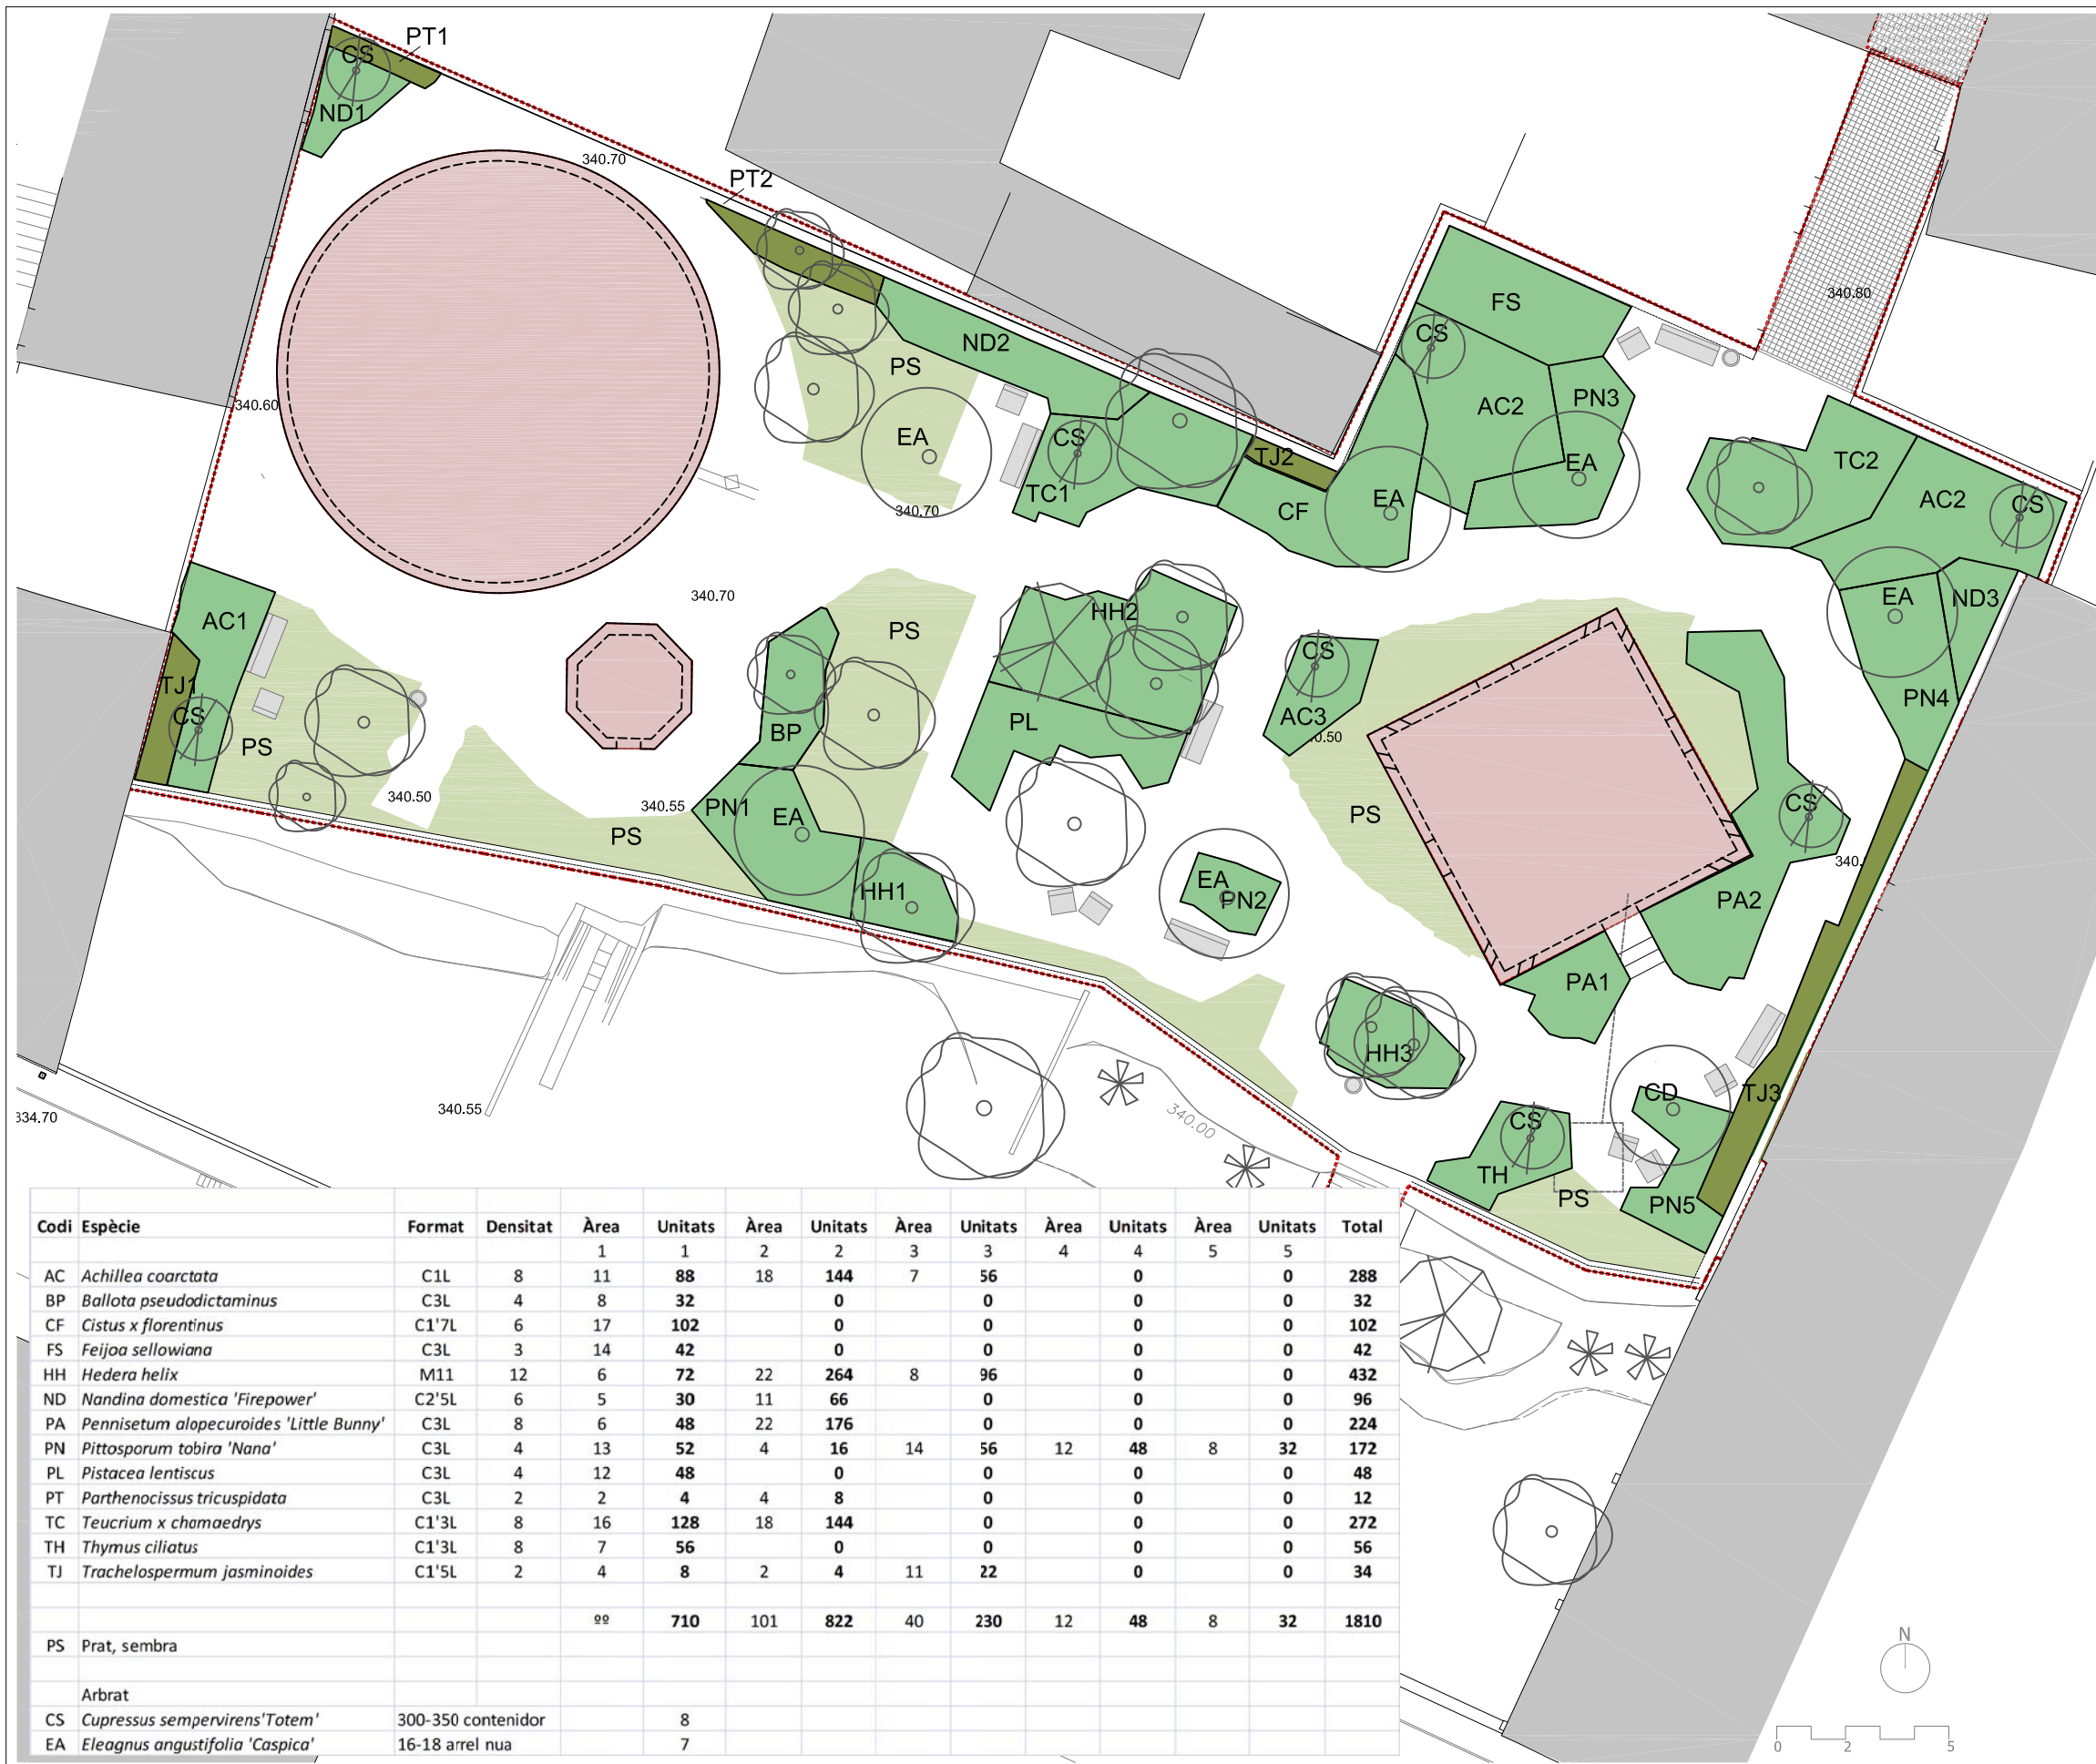 PT1
CS
ND1
340.70
PT2
340.80
FS
CS
ND2
PS
PN3
AC2
340.60
EA
CS
TJ2
EA
TC2
TC1
EA
CF
AC2
CS
340.70
340.70
HH2
EA
ND3
AC1
PS
CS
TJ1
CS
PN4
AC3
PL
BP
0.50
PS
340.50
340.55
PN1
EA
CS
PS
PS
340.
EA
HH1
PN2
PA2
PA1
HH3
CD
TJ3
340.55
334.70
340.00
CS
TH
PS
PN5
Codi Espècie Format Densitat Àrea Unitats Àrea Unitats Àrea Unitats Àrea Unitats Àrea Unitats Total
1 1 2 2 3 3 4 4 5 5
AC Achillea coarctata C1L 8 11 88 18 144 7 56 0 0 288
BP Ballota pseudodictaminus C3L 4 8 32 0 0 0 0 32
CF Cistus x florentinus C1'7L 6 17 102 0 0 0 0 102
FS Feijoa sellowiana C3L 3 14 42 0 0 0 0 42
HH Hedera helix M11 12 6 72 22 264 8 96 0 0 432
ND Nandina domestica 'Firepower' C2'5L 6 5 30 11 66 0 0 0 96
PA Pennisetum alopecuroides 'Little Bunny' C3L 8 6 48 22 176 0 0 0 224
PN Pittosporum tobira 'Nana' C3L 4 13 52 4 16 14 56 12 48 8 32 172
PL Pistacea lentiscus C3L 4 12 48 0 0 0 0 48
PT Parthenocissus tricuspidata C3L 2 2 4 4 8 0 0 0 12
TC Teucrium x chamaedrys C1'3L 8 16 128 18 144 0 0 0 272
TH Thymus ciliatus C1'3L 8 7 56 0 0 0 0 56
TJ Trachelospermum jasminoides C1'5L 2 4 8 2 4 11 22 0 0 34
ºº 710 101 822 40 230 12 48 8 32 1810
PS Prat, sembra
Arbrat
CS Cupressus sempervirens'Totem' 300-350 contenidor 8
EA Eleagnus angustifolia 'Caspica' 16-18 arrel nua 7
N
0 2 5